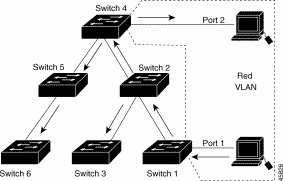 Switch 4
Port 2
Switch 5
Switch 2
Red
VLAN
Port 1
Switch 6
Switch 3
Switch 1
45826